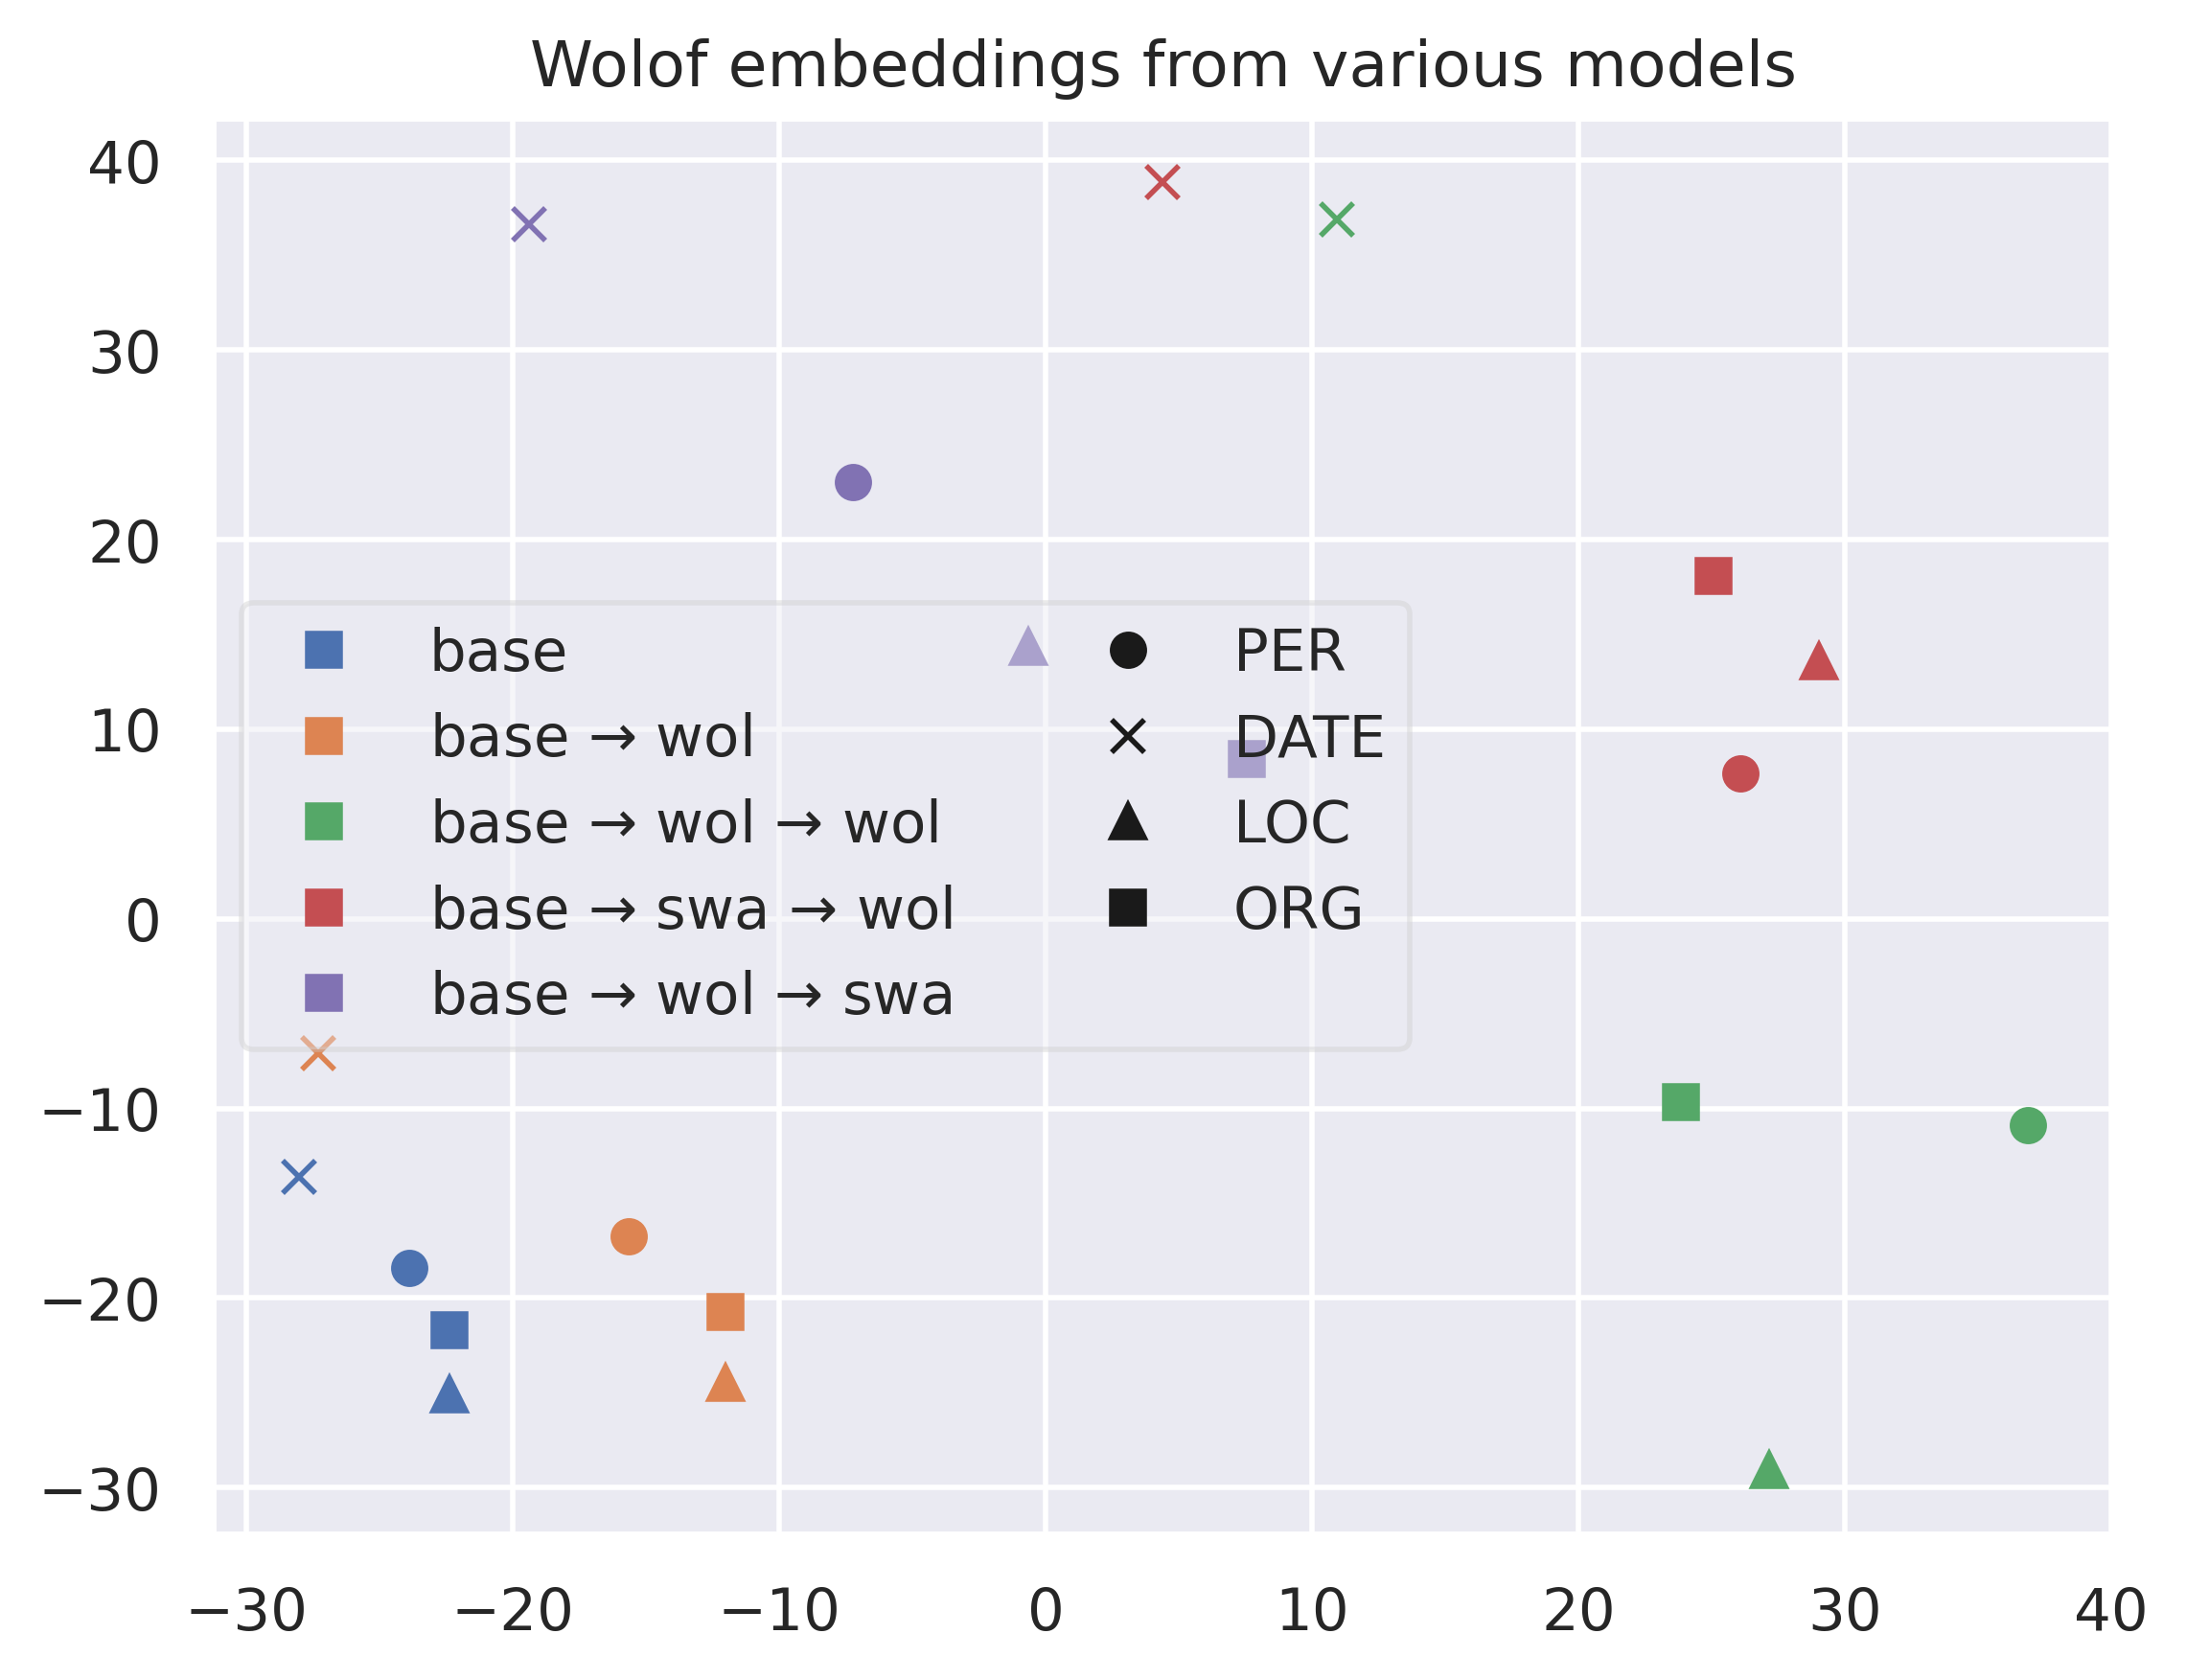 Wolof embeddings from various models
40
30
20
10
0
−10
−20
−30
base
base → wol
base → wol → wol
base → swa → wol
base → wol → swa
PER
DATE
LOC
ORG
−30 −20 −10 0 10 20 30 40